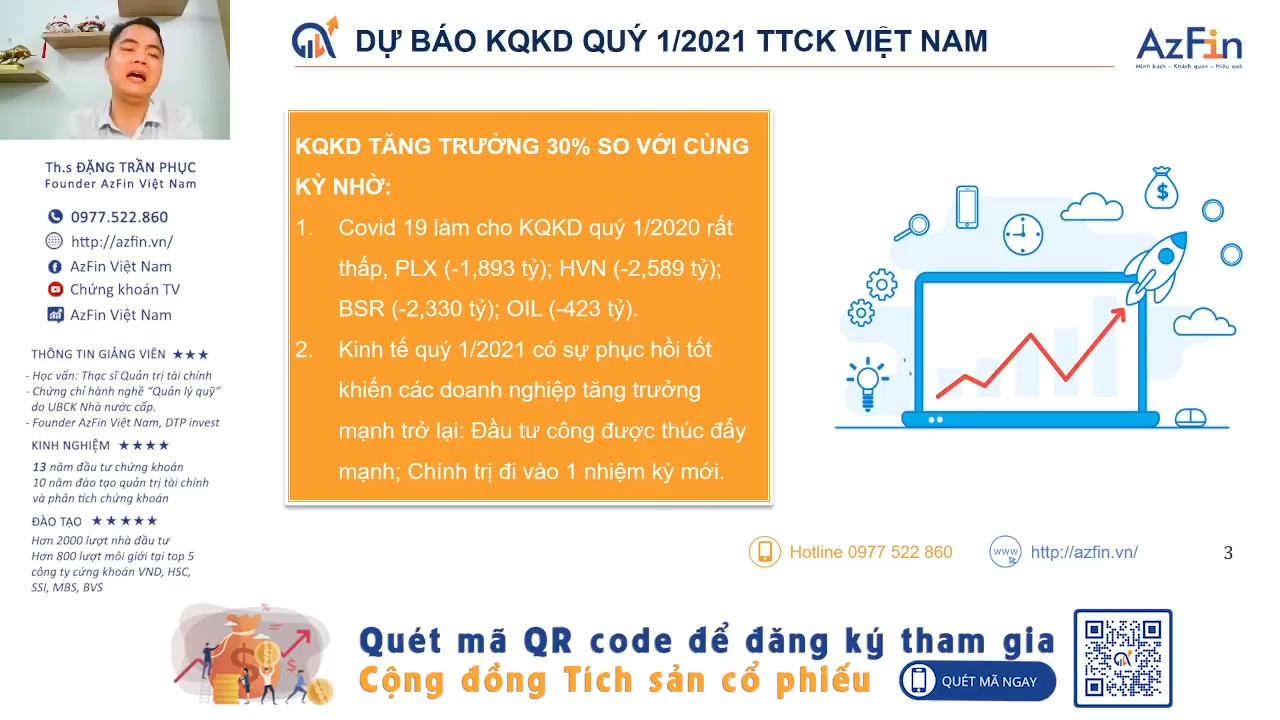 DỰ BÁO KQKD QUÝ 1/2021 TTCK VIỆT NAM
AzFin
Minh bạch – Khách quan – Hiệu quả
Th.s ĐẶNG TRẦN PHỤC
Founder AzFin Việt Nam
0977.522.860
http://azfin.vn/
AzFin Việt Nam
Chứng khoán TV
AzFin Việt Nam
THÔNG TIN GIẢNG VIÊN ★★★
- Học vấn: Thạc sĩ Quản trị tài chính
- Chứng chỉ hành nghề “Quản lý quỹ”
do UBCK Nhà nước cấp.
- Founder AzFin Việt Nam, DTP invest
KINH NGHIỆM ★★★★
13 năm đầu tư chứng khoán
10 năm đào tạo quản trị tài chính
và phân tích chứng khoán
ĐÀO TẠO ★★★★★
Hơn 2000 lượt nhà đầu tư
Hơn 800 lượt môi giới tại top 5
công ty cứng khoán VND, HSC,
SSI, MBS, BVS
KQKD TĂNG TRƯỞNG 30% SO VỚI CÙNG
KỲ NHỜ:
1. Covid 19 làm cho KQKD quý 1/2020 rất
thấp, PLX (-1,893 tỷ); HVN (-2,589 tỷ);
BSR (-2,330 tỷ); OIL (-423 tỷ).
2. Kinh tế quý 1/2021 có sự phục hồi tốt
khiến các doanh nghiệp tăng trưởng
mạnh trở lại: Đầu tư công được thúc đẩy
mạnh; Chính trị đi vào 1 nhiệm kỳ mới.
$
Hotline 0977 522 860
www
http://azfin.vn/
3
%
$
$
$
Quét mã QR code để đăng ký tham gia
Cộng đồng Tích sản cổ phiếu
QUÉT MÃ NGAY